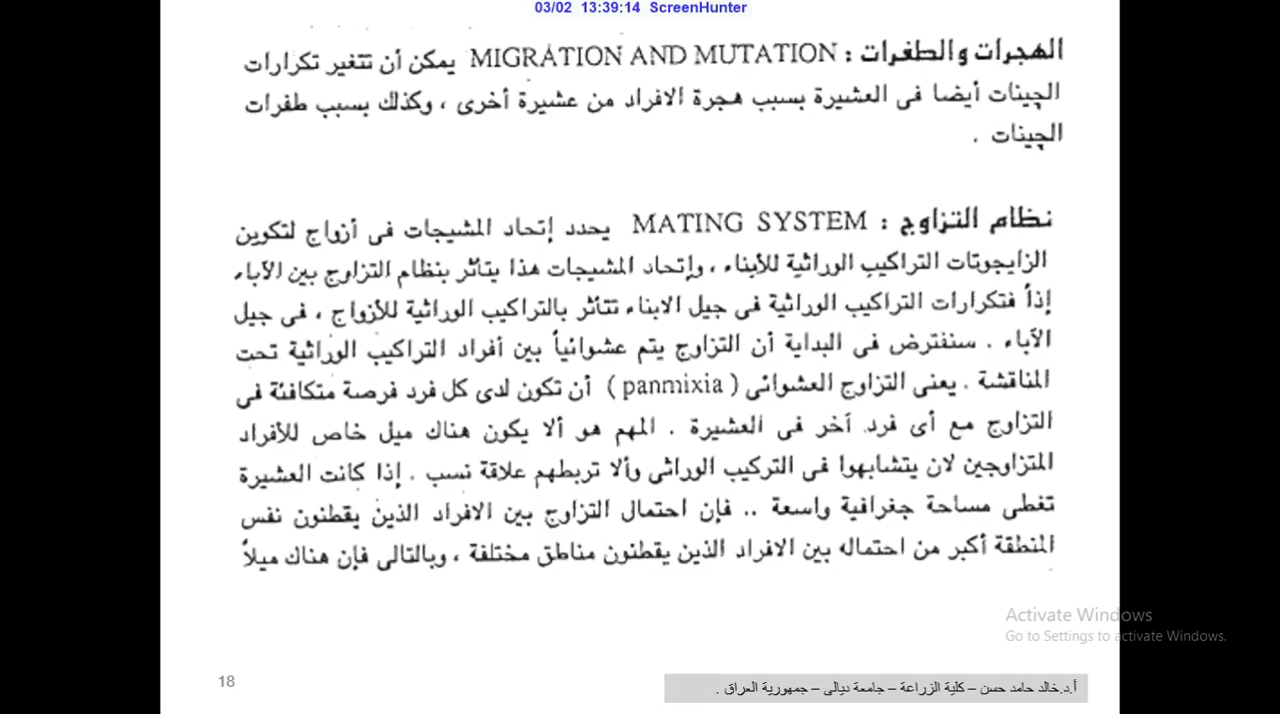 03/02 13:39:14 ScreenHunter
الهجرات والطفرات : MIGRATION AND MUTATION يمكن أن تتغير تكرارات
الجينات أيضا فى العشيرة بسبب هجرة الافراد من عشيرة أخرى ، وكذلك بسبب طفرات
الجينات .
نظام التزاوج : MATING SYSTEM يحدد إتحاد المشيجات فى أزواج لتكوين
الزايجوتات التراكيب الوراثية للأبناء ، وإتحاد المشيجات هذا يتأثر بنظام التزاوج بين الآباء
إذاً فتكرارات التراكيب الوراثية فى جيل الابناء تتأثر بالتراكيب الوراثية للأزواج ، فى جيل
الآباء . سنفترض فى البداية أن التزاوج يتم عشوائياً بين أفراد التراكيب الوراثية تحت
المناقشة . يعنى التزاوج العشوائى ( panmixia ) أن تكون لدى كل فرد فرصة متكافئة فى
التزاوج مع أى فرد آخر فى العشيرة . المهم هو ألا يكون هناك ميل خاص للأفراد
المتزاوجين لان يتشابهوا فى التركيب الوراثى وألا تربطهم علاقة نسب . إذا كانت العشيرة
تغطى مساحة جغرافية واسعة .. فإن احتمال التزاوج بين الافراد الذين يقطنون نفس
المنطقة أكبر من احتماله بين الافراد الذين يقطنون مناطق مختلفة ، وبالتالى فإن هناك ميلاً
Activate Windows
Go to Settings to activate Windows.
18
أ.د.خالد حامد حسن – كلية الزراعة – جامعة ديالى – جمهورية العراق .